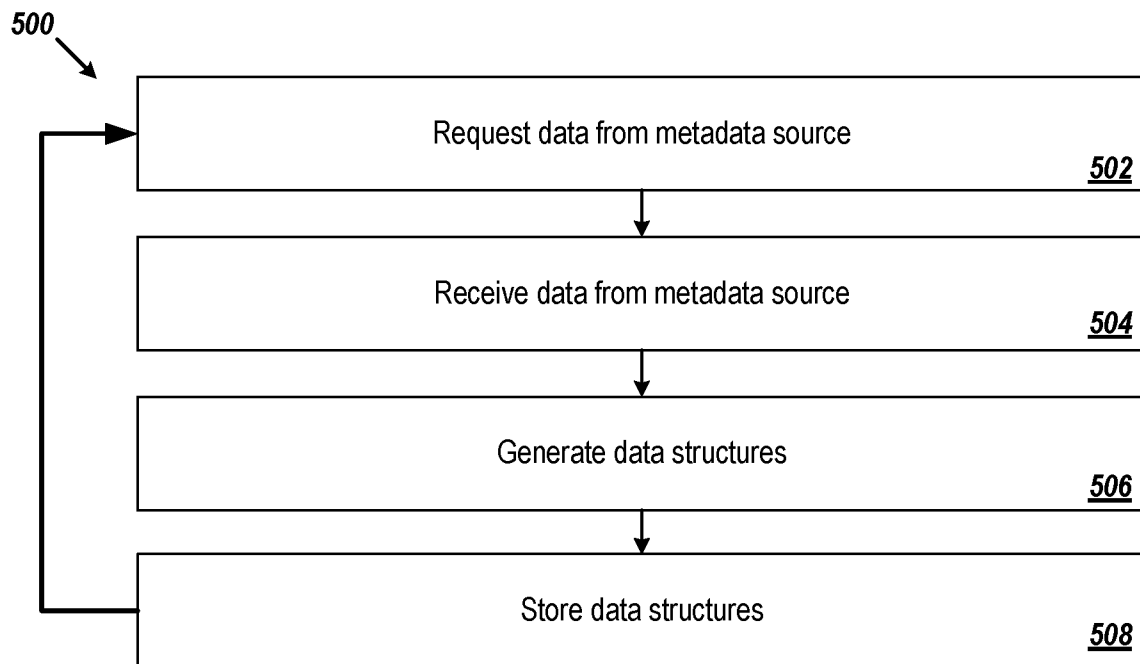 500
Request data from metadata source
502
Receive data from metadata source
504
Generate data structures
506
Store data structures
508